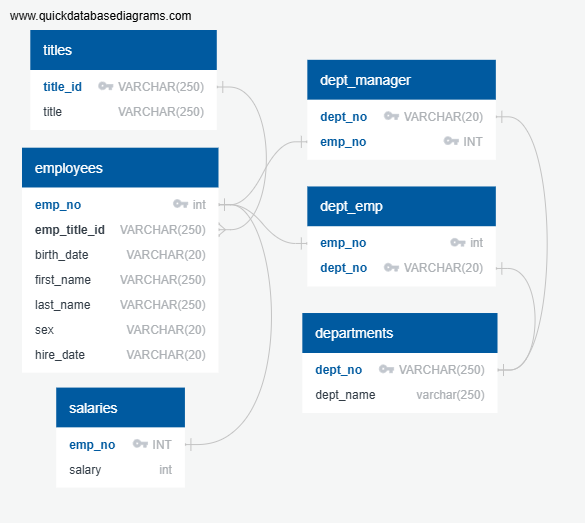 www.quickdatabasediagrams.com
titles
title_id VARCHAR(250)
title VARCHAR(250)
employees
emp_no int
emp_title_id VARCHAR(250)
birth_date VARCHAR(20)
first_name VARCHAR(250)
last_name VARCHAR(250)
sex VARCHAR(20)
hire_date VARCHAR(20)
salaries
emp_no INT
salary int
dept_manager
dept_no VARCHAR(20)
emp_no INT
dept_emp
emp_no int
dept_no VARCHAR(20)
departments
dept_no VARCHAR(250)
dept_name varchar(250)